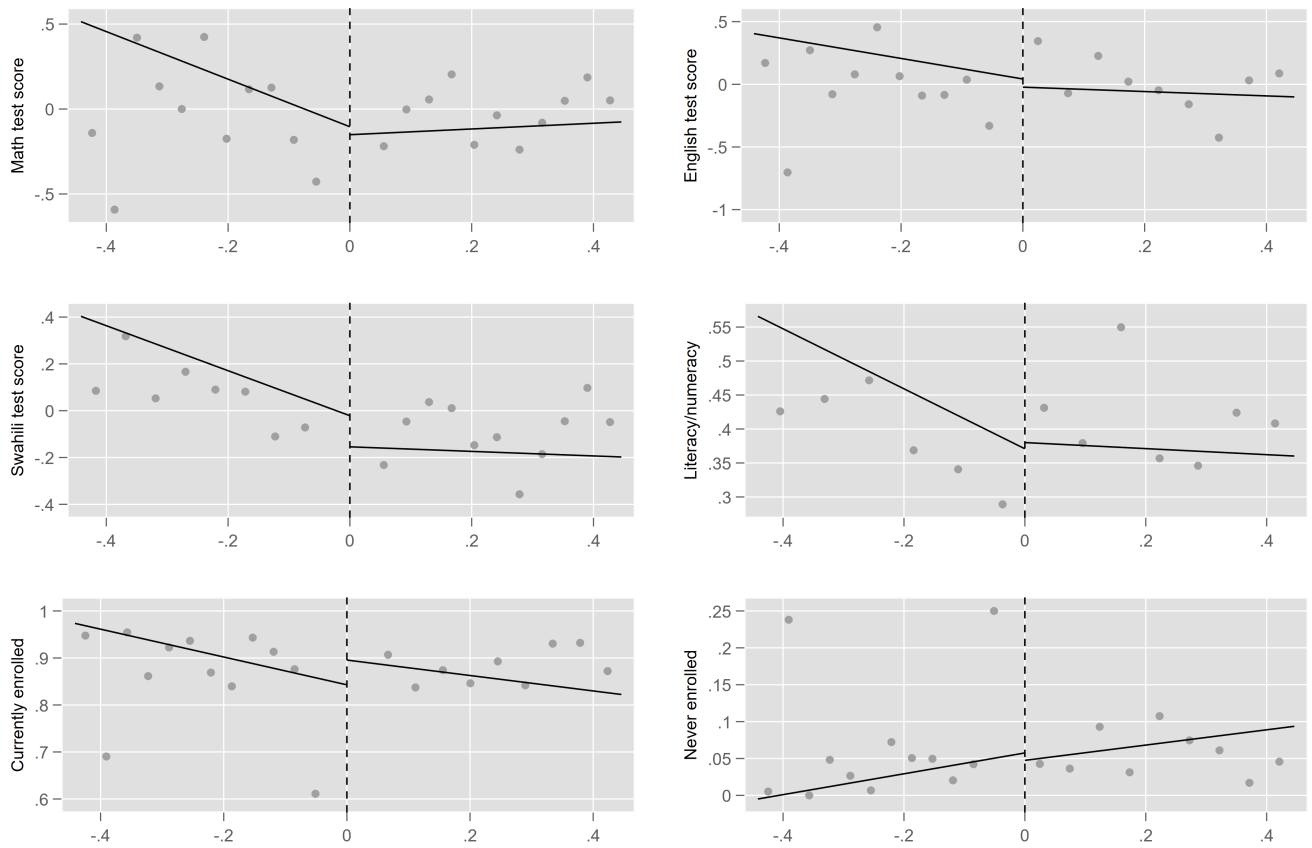 Math test score
.5
0
-.5
-.4 -.2 0 .2 .4
English test score
.5
0
-.5
-1
-.4 -.2 0 .2 .4
Swahili test score
.4
.2
0
-.2
-.4
-.4 -.2 0 .2 .4
Literacy/numeracy
.55
.5
.45
.4
.35
.3
-.4 -.2 0 .2 .4
Currently enrolled
1
.9
.8
.7
.6
-.4 -.2 0 .2 .4
Never enrolled
.25
.2
.15
.1
.05
0
-.4 -.2 0 .2 .4